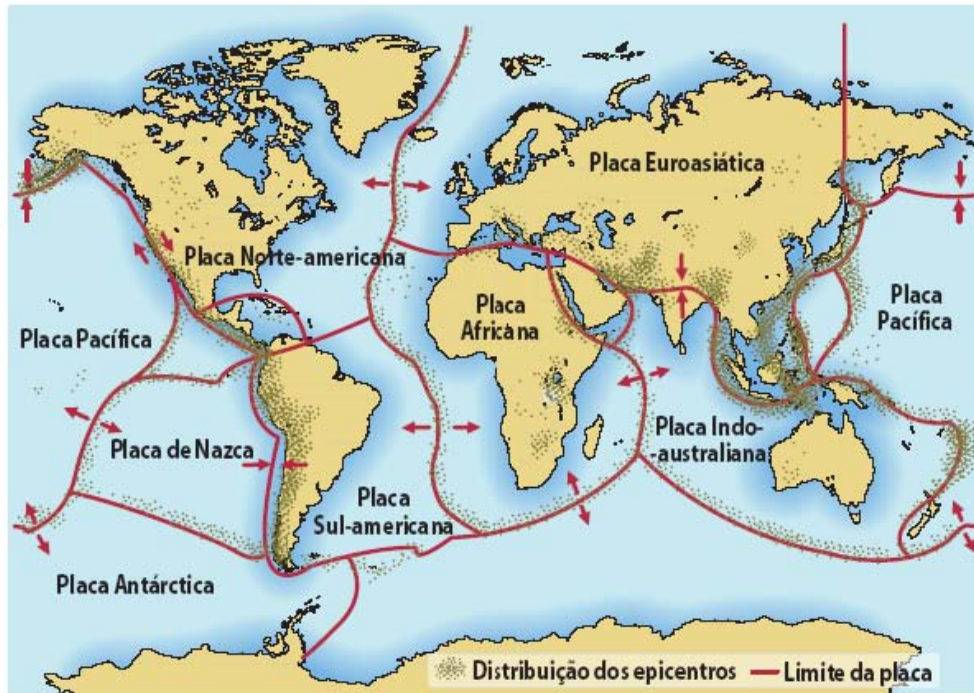 Placa Euroasiática
Placa Norte-americana
Placa
Africana
Placa
Pacífica
Placa Pacífica
Placa de Nazca
Placa Indo-
-australiana
Placa
Sul-americana
Placa Antárctica
Distribuição dos epicentros
Limite da placa